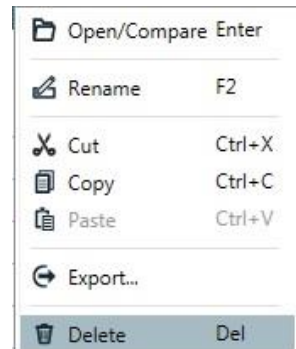 Open/Compare Enter
Rename F2
Cut Ctrl+X
Copy Ctrl+C
Paste Ctrl+V
Export...
Delete Del